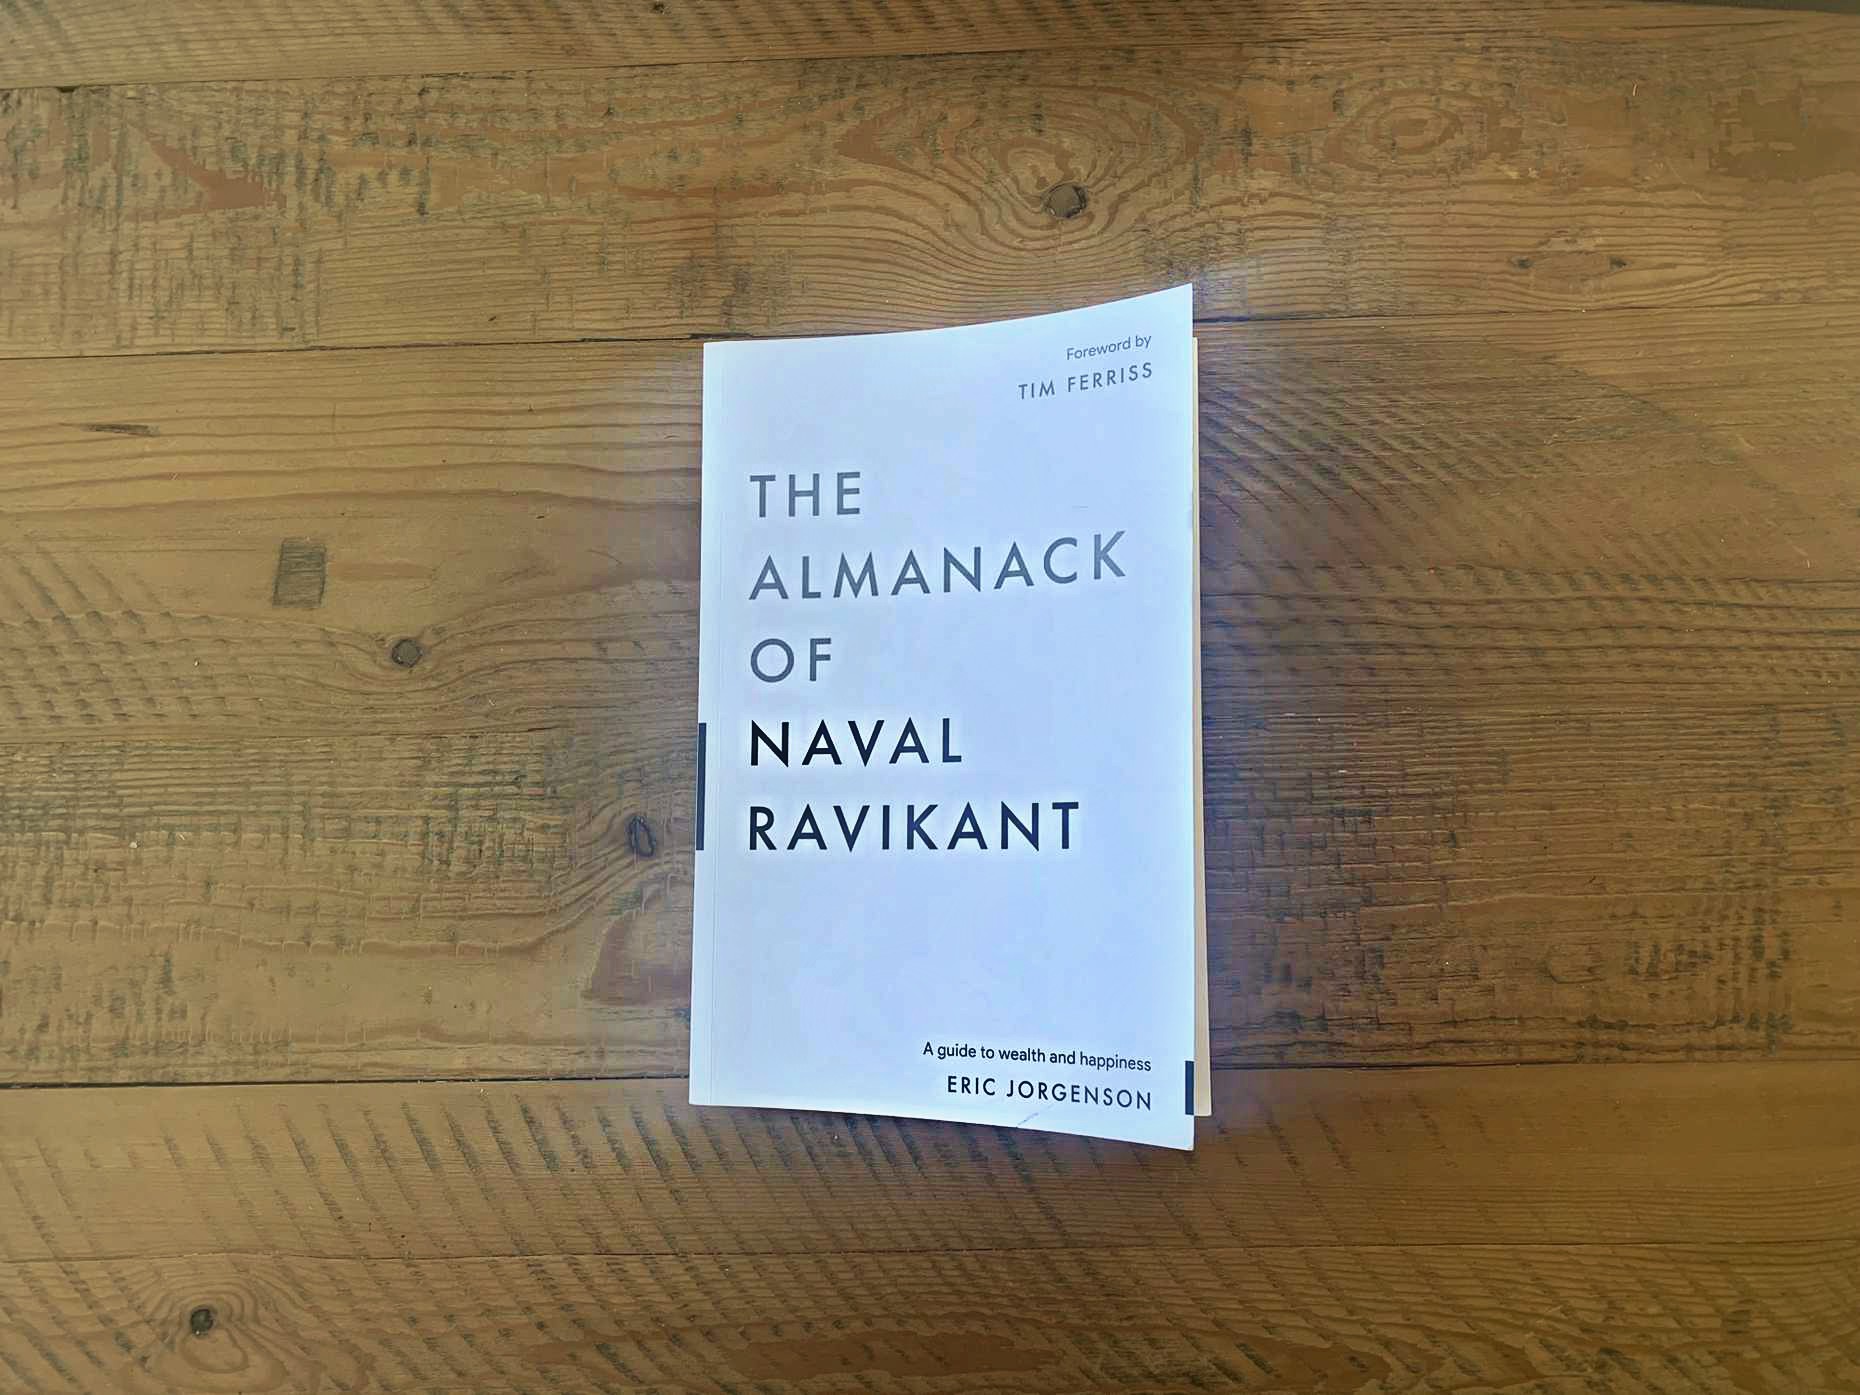 Foreword by
TIM FERRISS
THE
ALMANACK
OF
NAVAL
RAVIKANT
A guide to wealth and happiness
ERIC JORGENSON